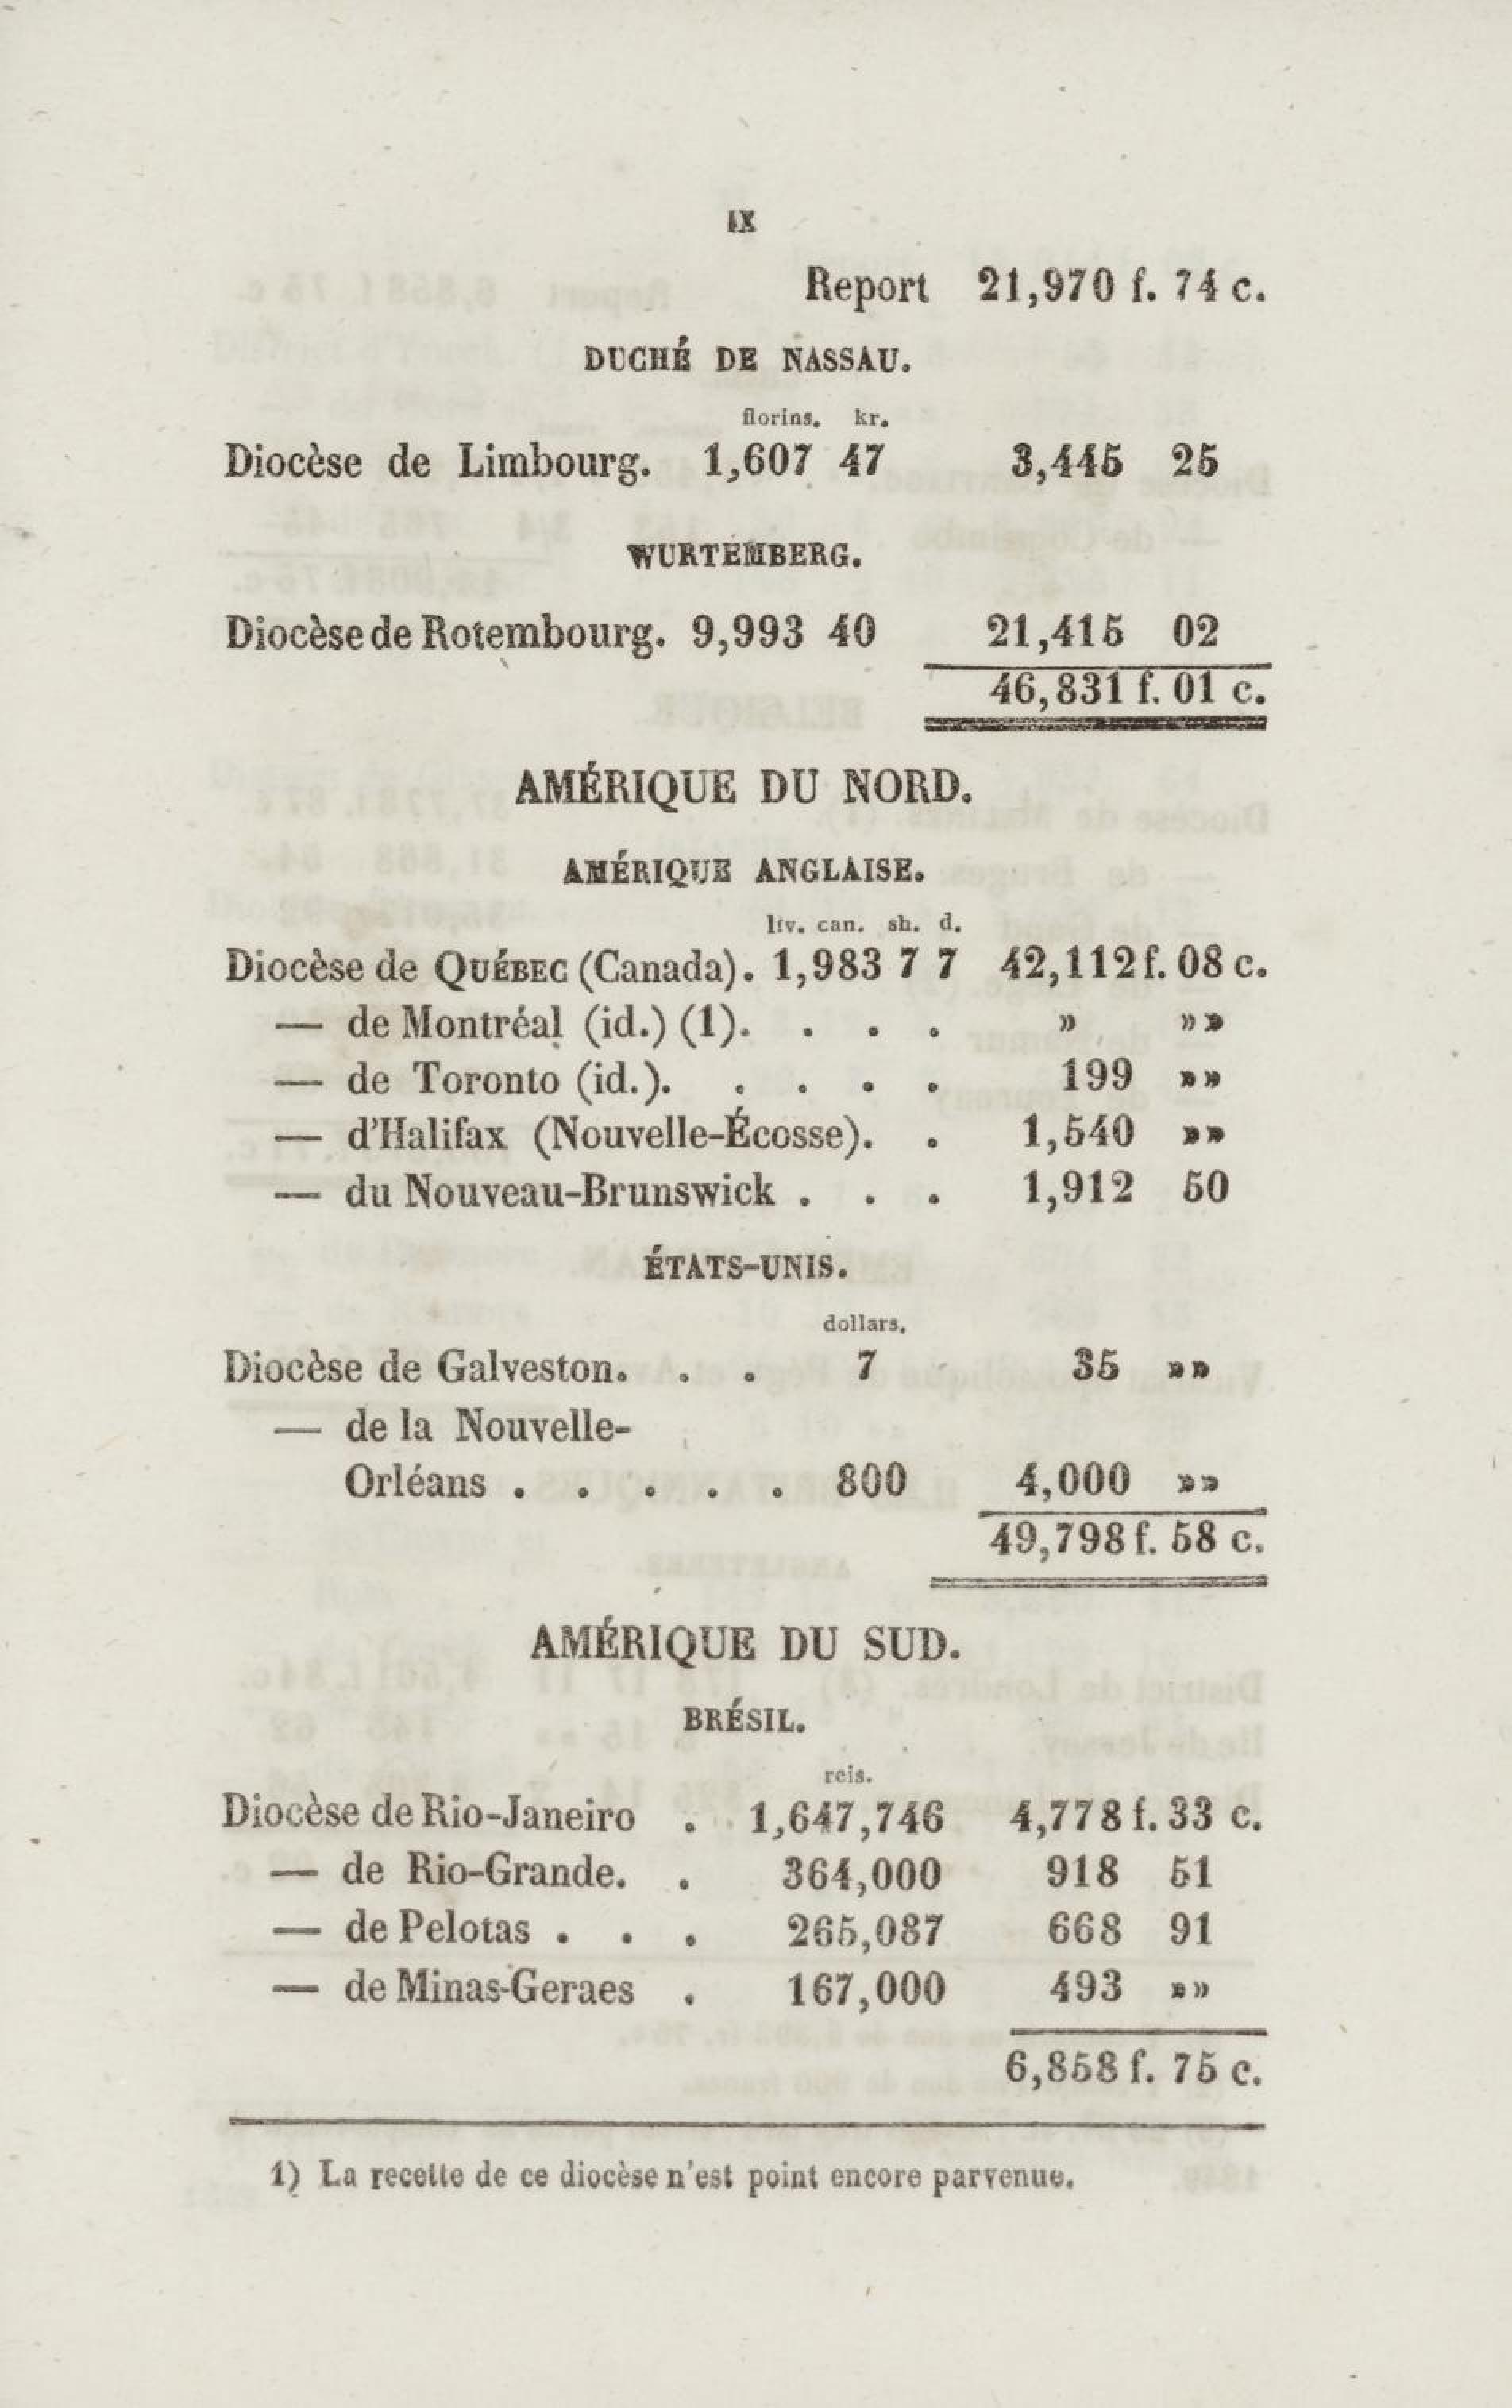 IX
Report 21,970 f. 74 c.
DUCHÉ DE NASSAU.
florins. kr.
Diocèse de Limbourg. 1,607 47 3,445 25
WURTEMBERG.
Diocèse de Rotembourg. 9,993 40 21,415 02
46,831 f. 01 c.
AMÉRIQUE DU NORD.
AMÉRIQUE ANGLAISE.
liv. can. sh. d.
Diocèse de QUÉBEC (Canada). 1,983 7 7 42,112 f. 08 c.
— de Montréal (id.) (1). . . . » »»
— de Toronto (id.). . . . . 199 »»
— d'Halifax (Nouvelle-Écosse). . 1,540 »»
— du Nouveau-Brunswick . . . 1,912 50
ÉTATS-UNIS.
dollars.
Diocèse de Galveston. . . 7 35 »»
— de la Nouvelle-
Orléans . . . . . 800 4,000 »»
49,798 f. 58 c.
AMÉRIQUE DU SUD.
BRÉSIL.
reis.
Diocèse de Rio-Janeiro . 1,647,746 4,778 f. 33 c.
— de Rio-Grande. . 364,000 918 51
— de Pelotas . . . 265,087 668 91
— de Minas-Geraes . 167,000 493 »»
6,858 f. 75 c.
1) La recette de ce diocèse n'est point encore parvenue.